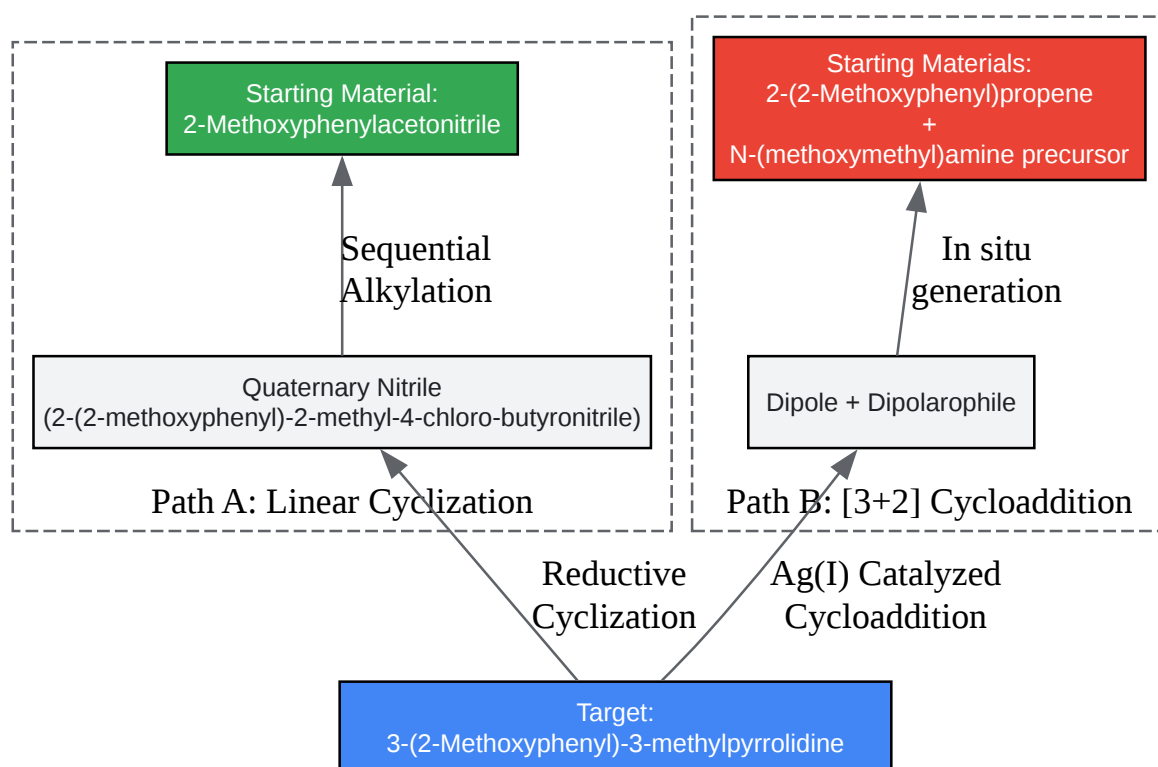 Starting Material:
2-Methoxyphenylacetonitrile
Sequential
Alkylation
Quaternary Nitrile
(2-(2-methoxyphenyl)-2-methyl-4-chloro-butyronitrile)
Path A: Linear Cyclization
Starting Materials:
2-(2-Methoxyphenyl)propene
+
N-(methoxymethyl)amine precursor
In situ
generation
Dipole + Dipolarophile
Path B: [3+2] Cycloaddition
Reductive
Cyclization
Ag(I) Catalyzed
Cycloaddition
Target:
3-(2-Methoxyphenyl)-3-methylpyrrolidine